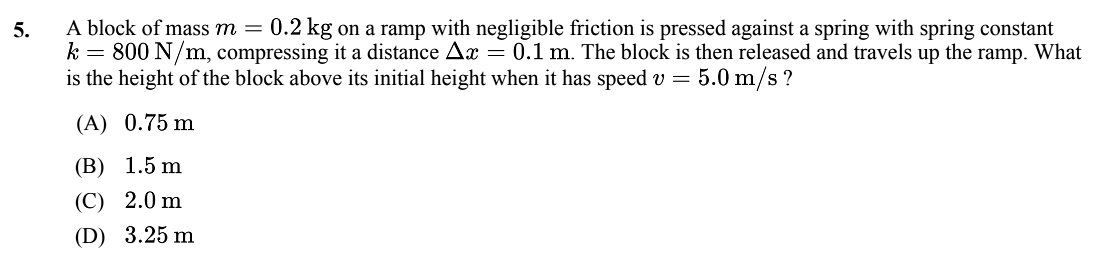 5. A block of mass m = 0.2 kg on a ramp with negligible friction is pressed against a spring with spring constant
k = 800 N/m, compressing it a distance Δx = 0.1 m. The block is then released and travels up the ramp. What
is the height of the block above its initial height when it has speed v = 5.0 m/s ?
(A) 0.75 m
(B) 1.5 m
(C) 2.0 m
(D) 3.25 m